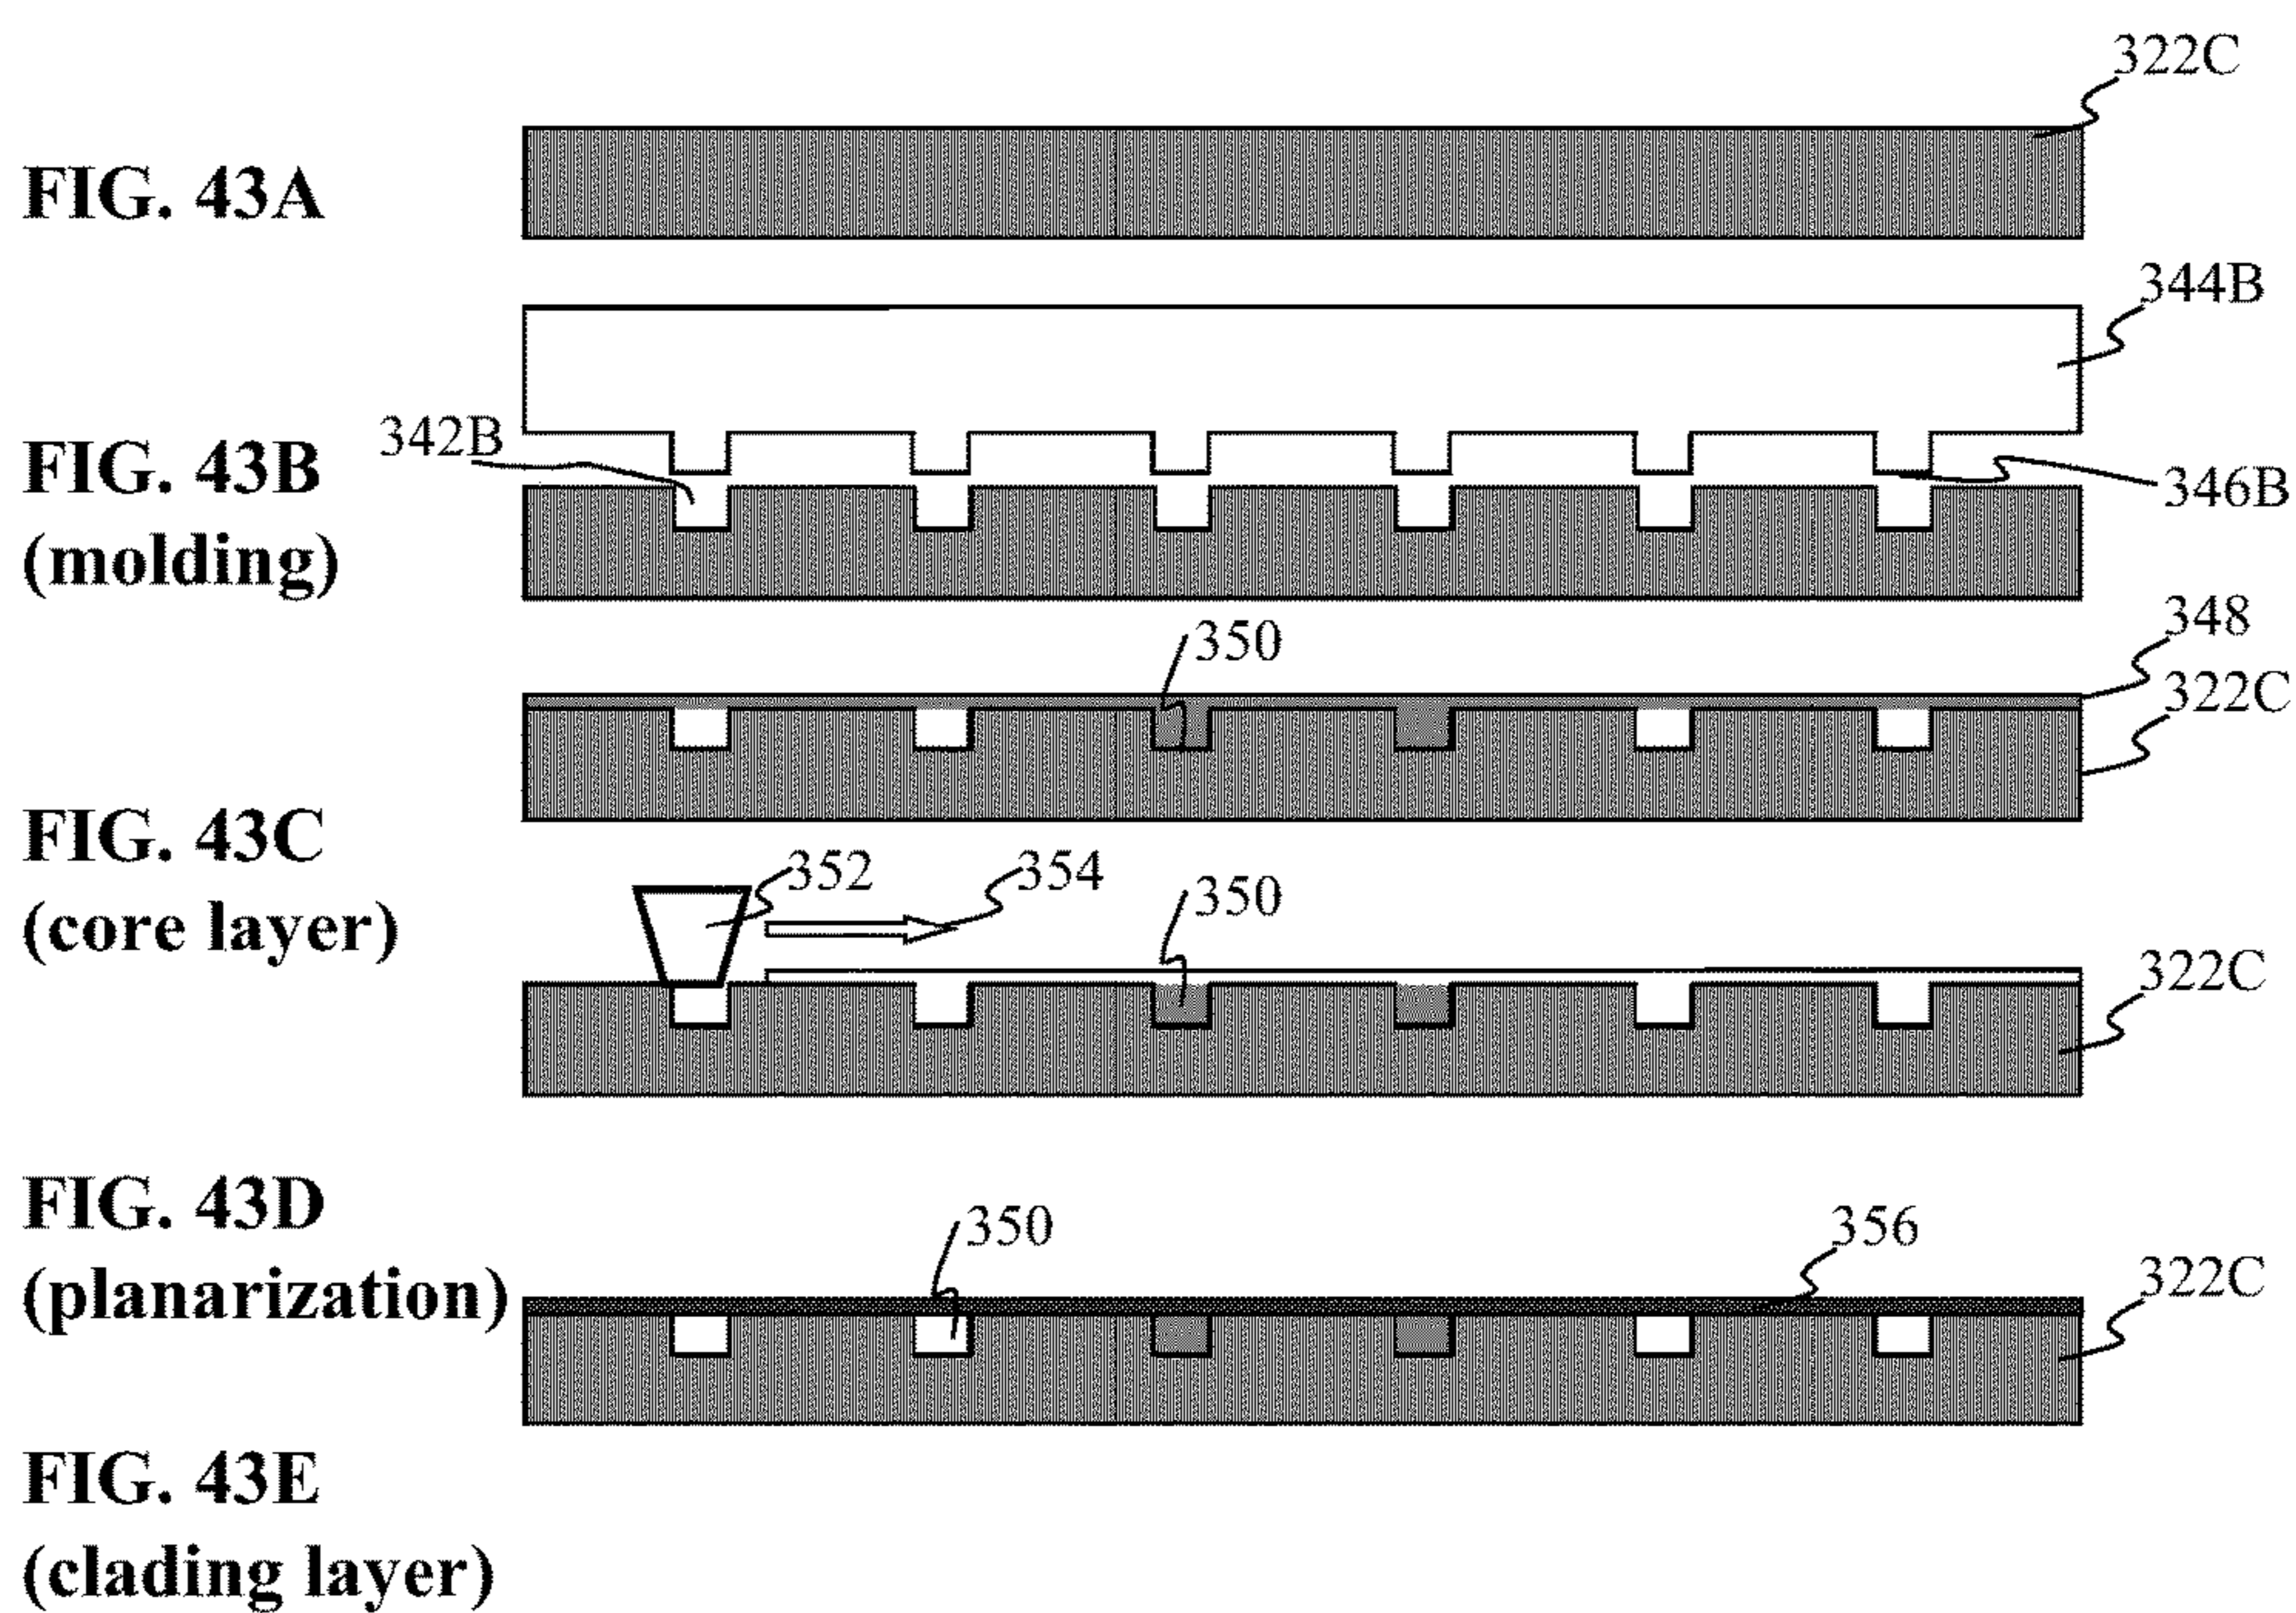 322C
FIG. 43A
344B
342B
FIG. 43B
346B
(molding)
348
350
322C
FIG. 43C
352
354
350
(core layer)
322C
FIG. 43D
350
356
322C
(planarization)
FIG. 43E
(clading layer)